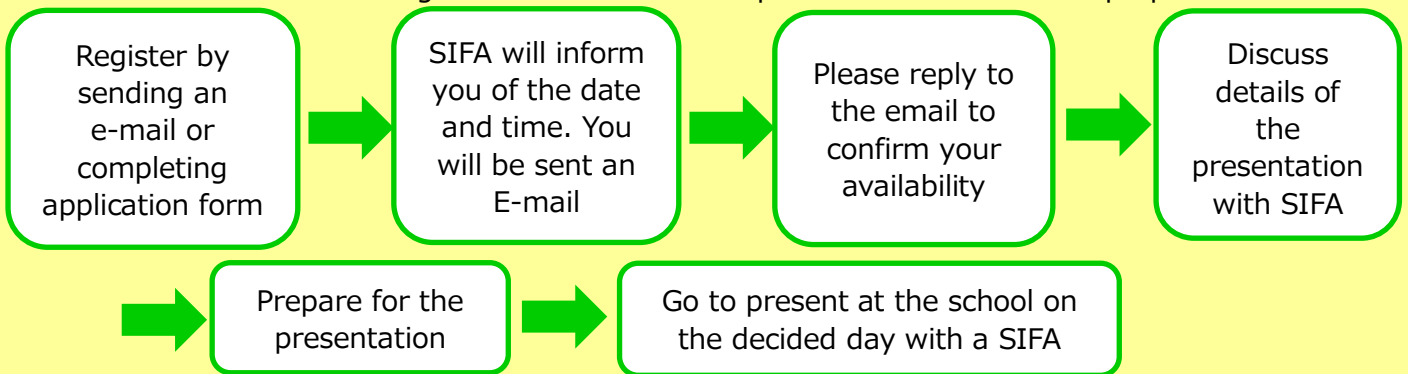 Register by
sending an
e-mail or
completing
application form
SIFA will inform
you of the date
and time. You
will be sent an
E-mail
Please reply to
the email to
confirm your
availability
Discuss
details of
the
presentation
with SIFA
Prepare for the
presentation
Go to present at the school on
the decided day with a SIFA